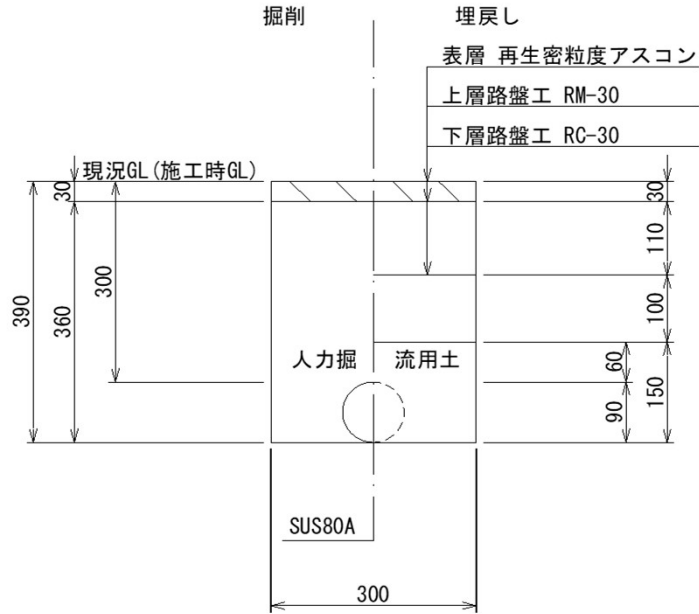 掘削
埋戻し
表層 再生密粒度アスコン
上層路盤工 RM-30
下層路盤工 RC-30
現況GL(施工時GL)
30
30
110
300
390
360
100
人力掘
流用土
60
150
90
SUS80A
300